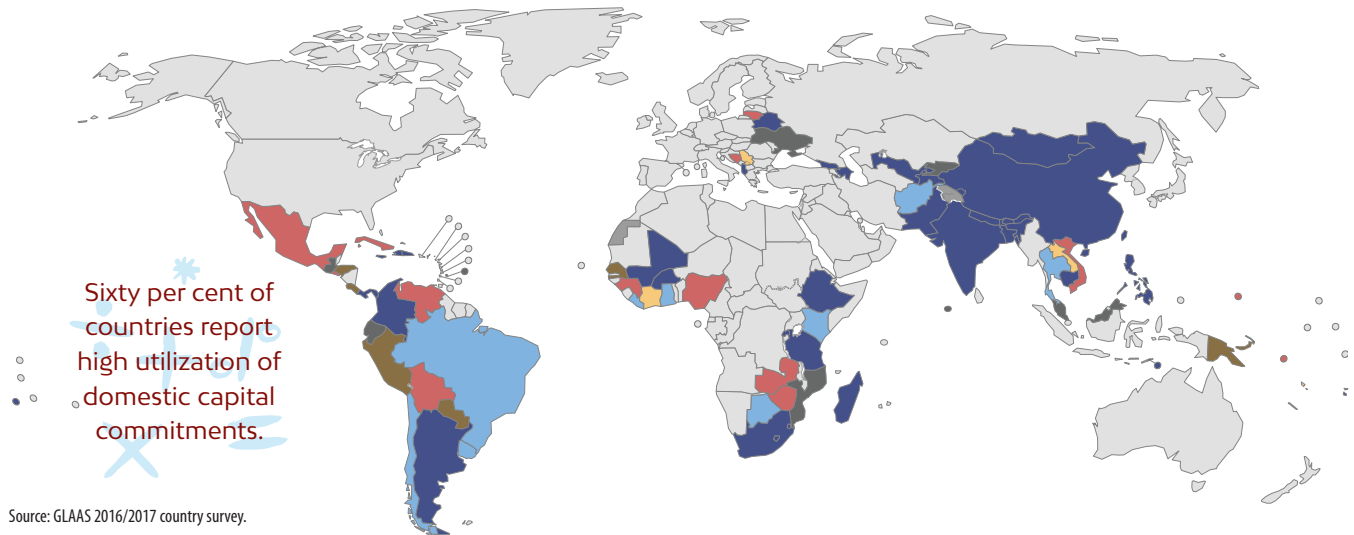 Sixty per cent of
countries report
high utilization of
domestic capital
commitments.
Source: GLAAS 2016/2017 country survey.